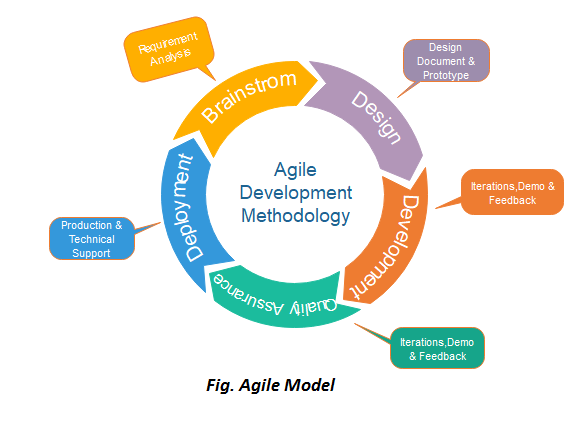 Requirement
Analysis
Brainstrom
Design
Document &
Prototype
Design
Iterations,Demo &
Feedback
Development
Agile
Development
Methodology
Deployment
Production &
Technical
Support
Quality Assurance
Iterations,Demo
& Feedback
Fig. Agile Model